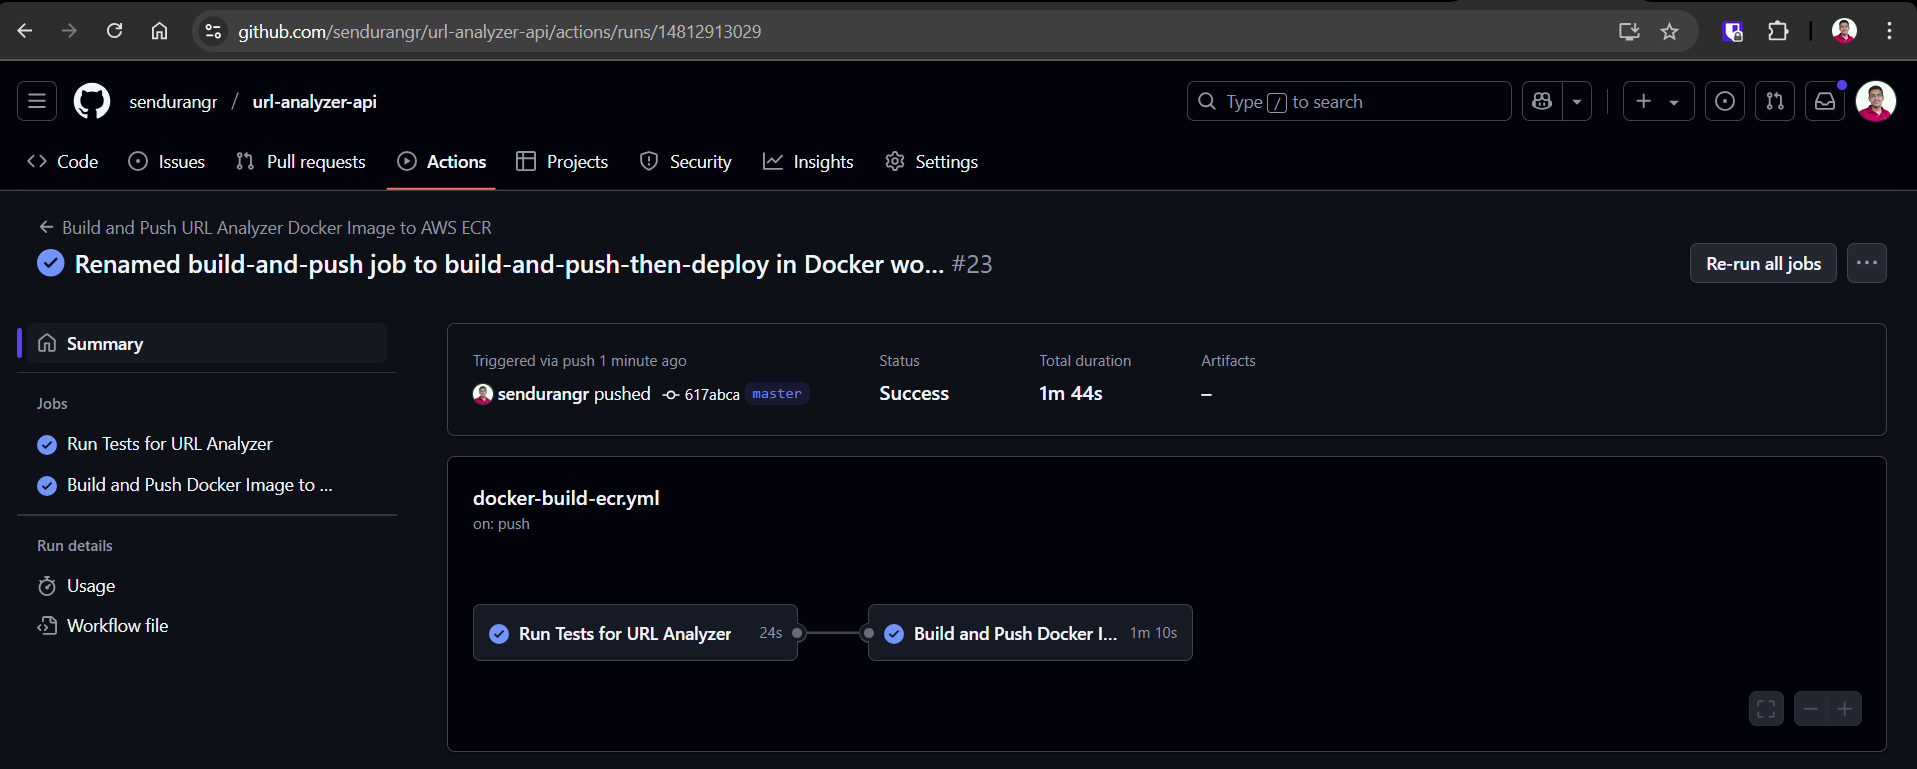 github.com/sendurangr/url-analyzer-api/actions/runs/14812913029
sendurangr / url-analyzer-api
Type / to search
Code
Issues
Pull requests
Actions
Projects
Security
Insights
Settings
Build and Push URL Analyzer Docker Image to AWS ECR
Renamed build-and-push job to build-and-push-then-deploy in Docker wo... #23
Re-run all jobs
Summary
Jobs
Run Tests for URL Analyzer
Build and Push Docker Image to ...
Run details
Usage
Workflow file
Triggered via push 1 minute ago
sendurangr pushed 617abca master
Status
Success
Total duration
1m 44s
Artifacts
–
docker-build-ecr.yml
on: push
Run Tests for URL Analyzer 24s
Build and Push Docker I... 1m 10s